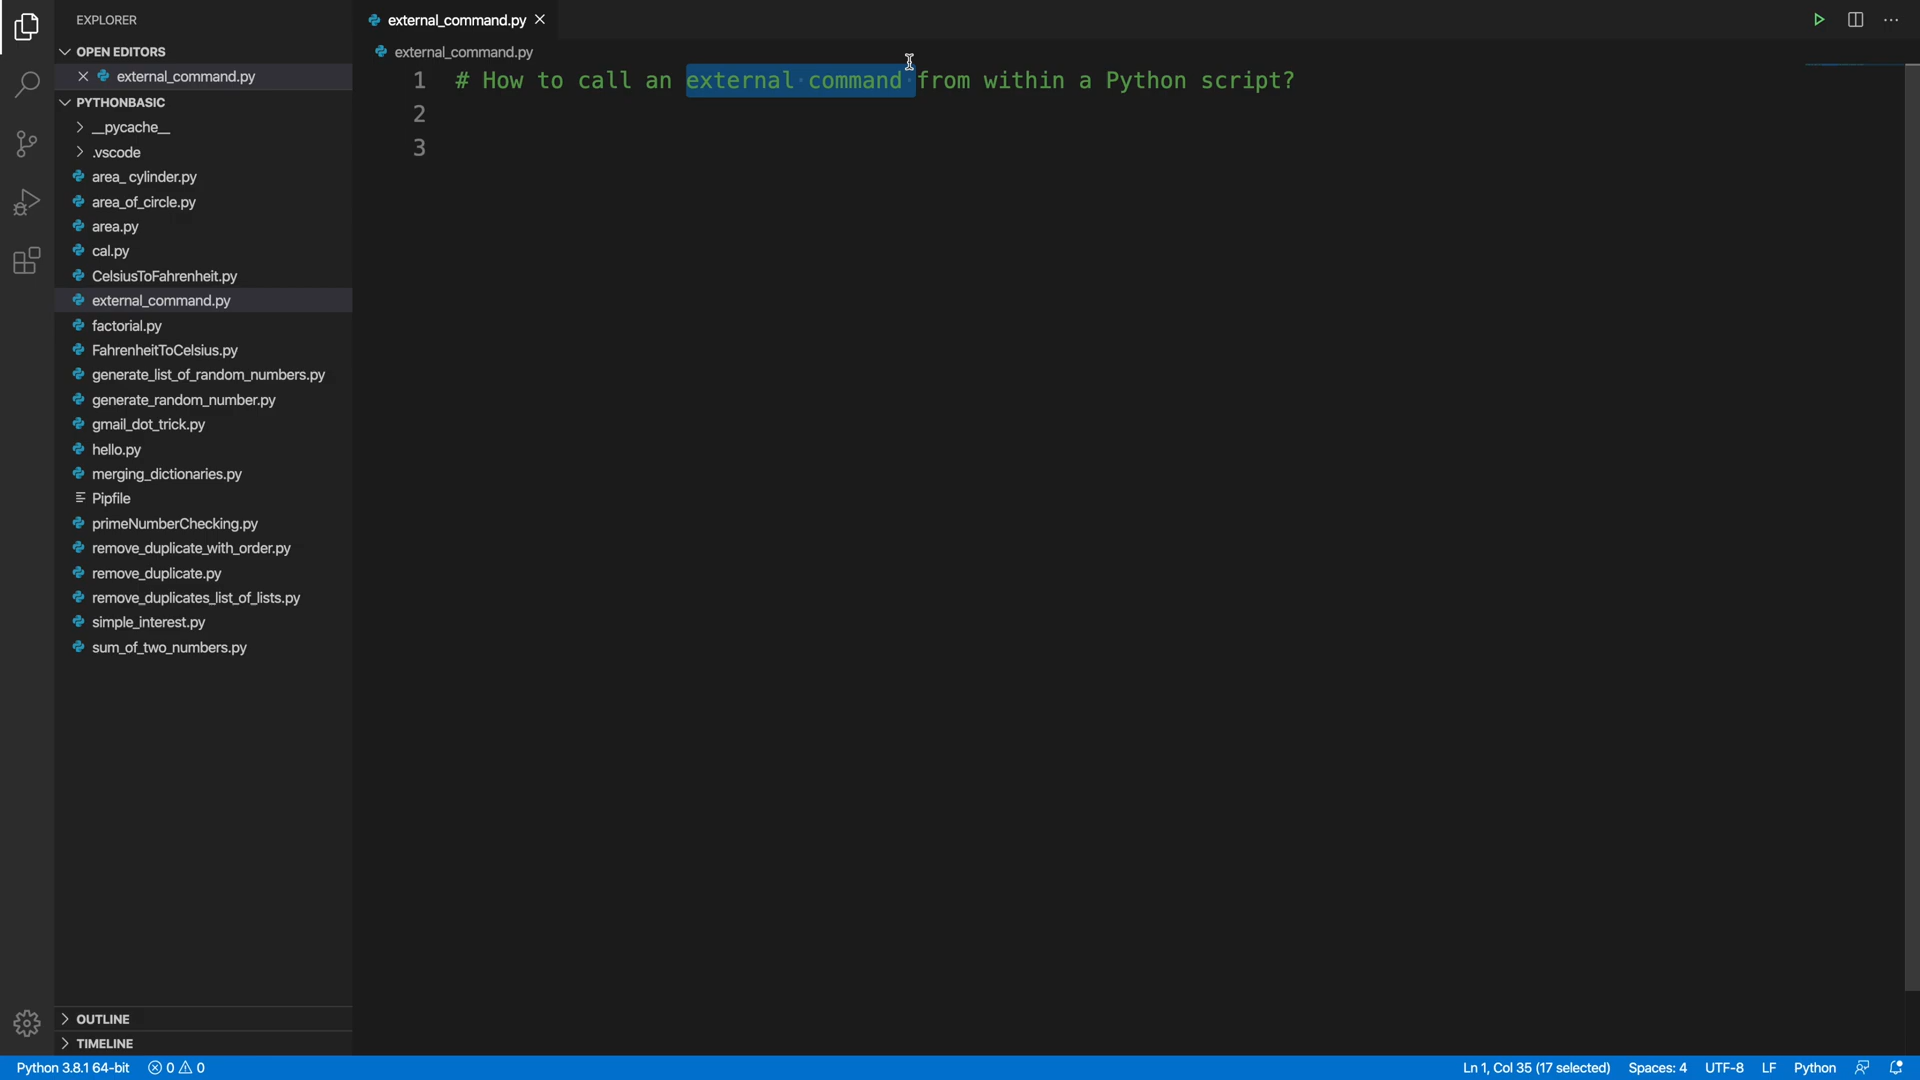 EXPLORER
OPEN EDITORS
external_command.py
PYTHONBASIC
__pycache__
.vscode
area_ cylinder.py
area_of_circle.py
area.py
cal.py
CelsiusToFahrenheit.py
external_command.py
factorial.py
FahrenheitToCelsius.py
generate_list_of_random_numbers.py
generate_random_number.py
gmail_dot_trick.py
hello.py
merging_dictionaries.py
Pipfile
primeNumberChecking.py
remove_duplicate_with_order.py
remove_duplicate.py
remove_duplicates_list_of_lists.py
simple_interest.py
sum_of_two_numbers.py
OUTLINE
TIMELINE
external_command.py
external_command.py
1 # How to call an external command from within a Python script?
2
3
Python 3.8.1 64-bit 0 0 Ln 1, Col 35 (17 selected) Spaces: 4 UTF-8 LF Python